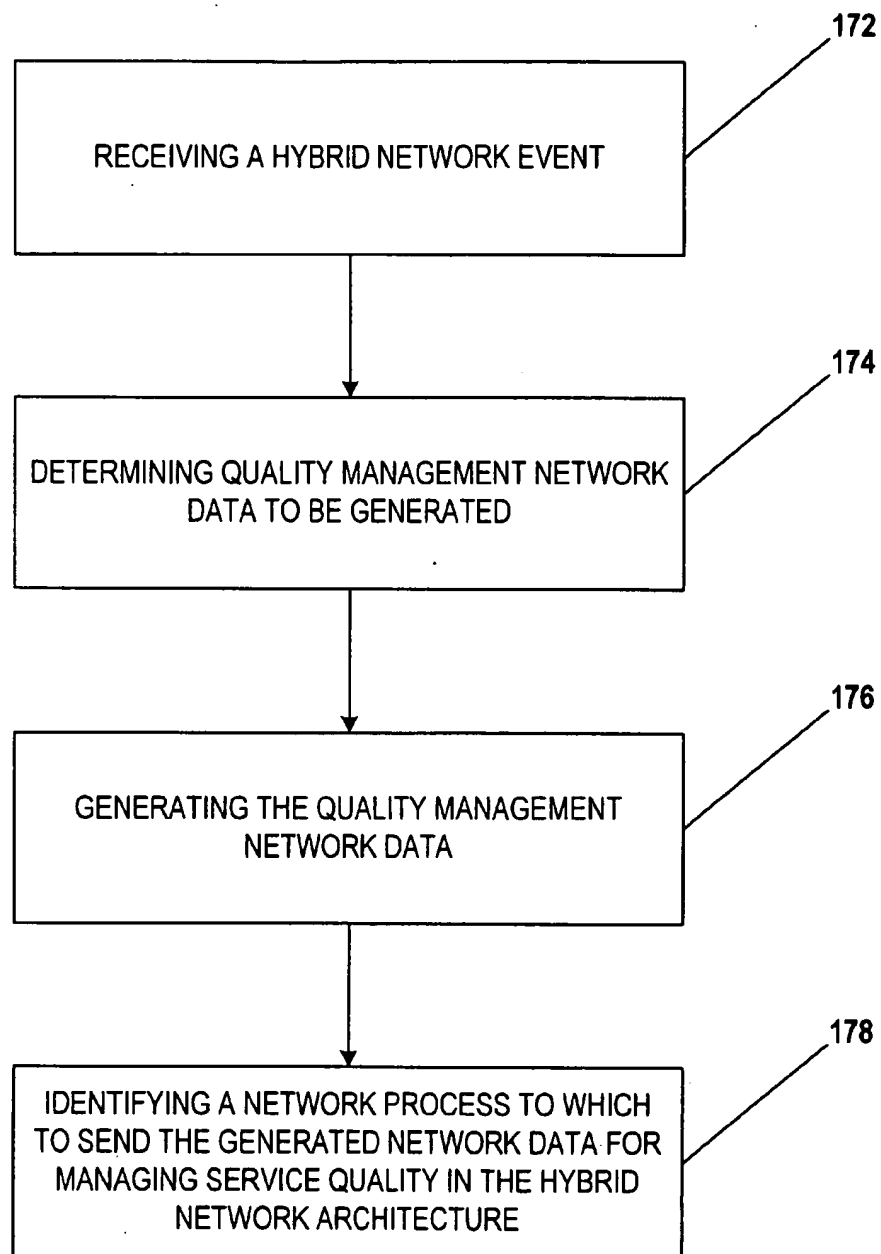 172
RECEIVING A HYBRID NETWORK EVENT
174
DETERMINING QUALITY MANAGEMENT NETWORK
DATA TO BE GENERATED
176
GENERATING THE QUALITY MANAGEMENT
NETWORK DATA
178
IDENTIFYING A NETWORK PROCESS TO WHICH
TO SEND THE GENERATED NETWORK DATA FOR
MANAGING SERVICE QUALITY IN THE HYBRID
NETWORK ARCHITECTURE